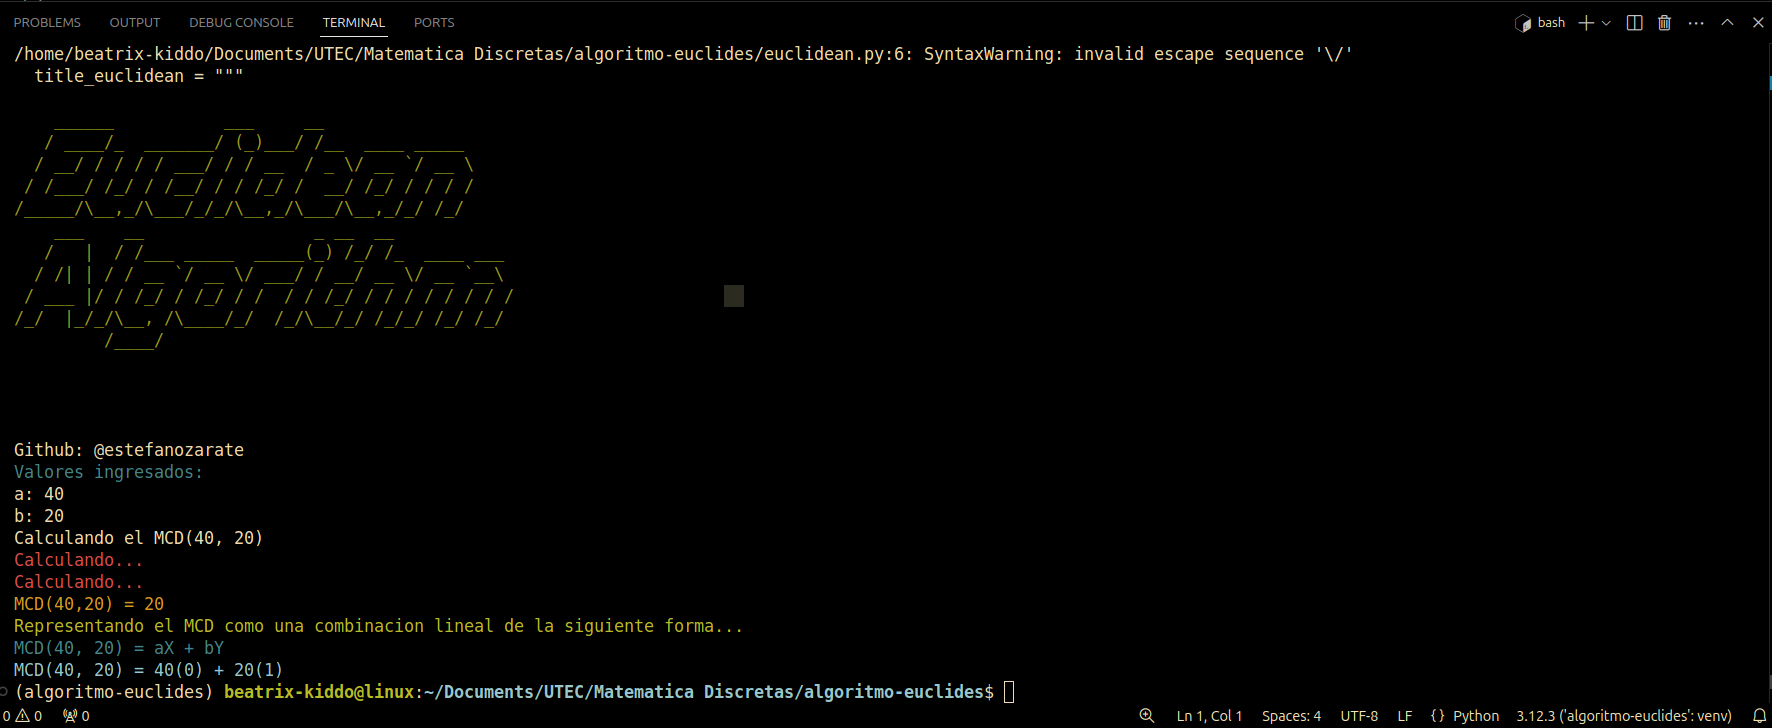 PROBLEMS OUTPUT DEBUG CONSOLE TERMINAL PORTS bash
/home/beatrix-kiddo/Documents/UTEC/Matematica Discretas/algoritmo-euclides/euclidean.py:6: SyntaxWarning: invalid escape sequence '\/'
title_euclidean = """
Euclidean
Algorithm
Github: @estefanozarate
Valores ingresados:
a: 40
b: 20
Calculando el MCD(40, 20)
Calculando...
Calculando...
MCD(40,20) = 20
Representando el MCD como una combinacion lineal de la siguiente forma...
MCD(40, 20) = aX + bY
MCD(40, 20) = 40(0) + 20(1)
(algoritmo-euclides) beatrix-kiddo@linux:~/Documents/UTEC/Matematica Discretas/algoritmo-euclides$
0 0 0 Ln 1, Col 1 Spaces: 4 UTF-8 LF {} Python 3.12.3 ('algoritmo-euclides': venv)